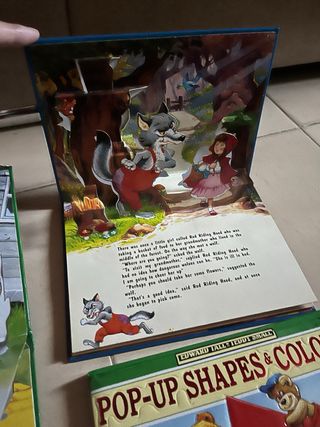 There was once a little girl called Red Riding Hood who was
taking a basket of food to her grandmother who lived in the
middle of the forest. On the way she met a wolf.
"Where are you going?" asked the wolf.
"To visit my grandmother," replied Red Riding Hood who
had no idea how dangerous wolves can be. "She is ill in bed.
I am going to cheer her up."
"Perhaps you should take her some flowers," suggested the
wolf.
"That's a good idea," said Red Riding Hood, and at once
she began to pick some.
EDWARD TALL, TEDDY SMALL
POP-UP SHAPES & COLO